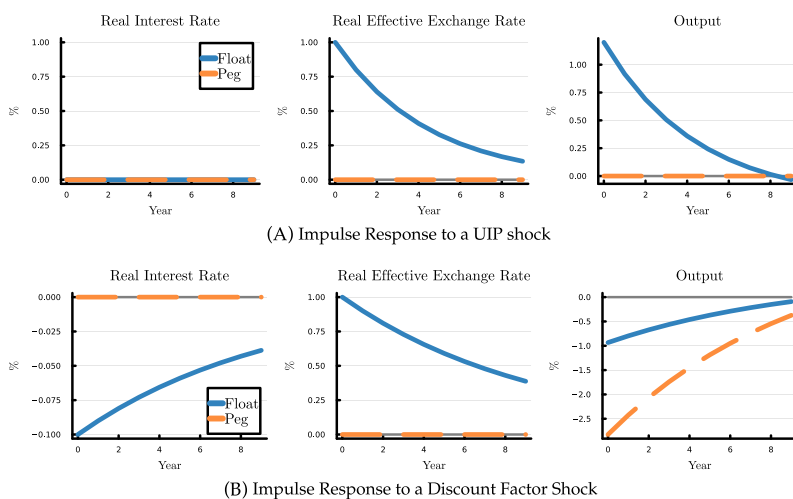 Real Interest Rate Real Effective Exchange Rate Output
1.00 0.75 0.50 0.25 0.00
%
0 2 4 6 8
Year
Float
Peg
1.00 0.75 0.50 0.25 0.00
%
0 2 4 6 8
Year
1.00 0.75 0.50 0.25 0.00
%
0 2 4 6 8
Year
(A) Impulse Response to a UIP shock
Real Interest Rate Real Effective Exchange Rate Output
0.000 −0.025 −0.050 −0.075 −0.100
%
0 2 4 6 8
Year
Float
Peg
1.00 0.75 0.50 0.25 0.00
%
0 2 4 6 8
Year
0.0 −0.5 −1.0 −1.5 −2.0 −2.5
%
0 2 4 6 8
Year
(B) Impulse Response to a Discount Factor Shock